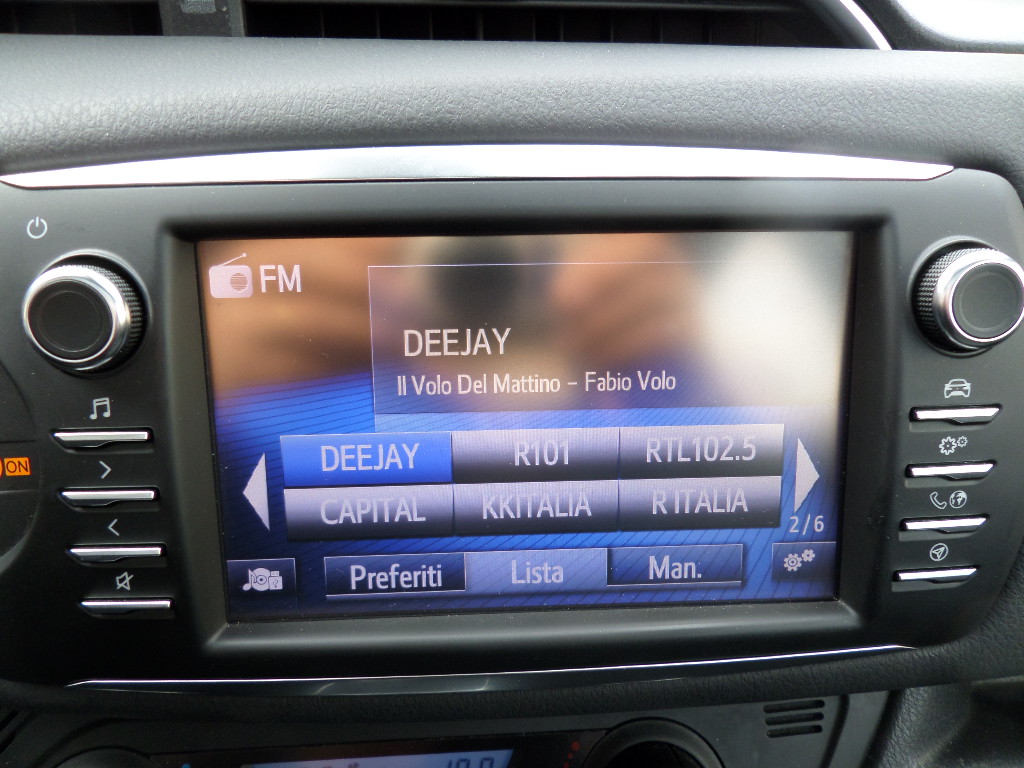 FM
DEEJAY
Il Volo Del Mattino – Fabio Volo
DEEJAY R101 RTL102.5
CAPITAL KKITALIA R ITALIA
2/6
Preferiti Lista Man.
ON